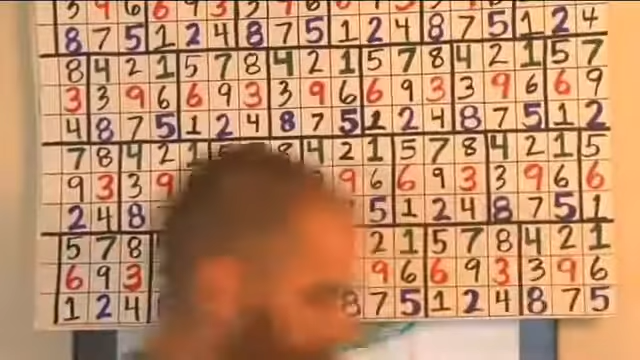 8 7 5 1 2 4 8 7 5 1 2 4 8 7 5 1 2 4
8 4 2 1 5 7 8 4 2 1 5 7 8 4 2 1 5 7
3 3 9 6 6 9 3 3 9 6 6 9 3 3 9 6 6 9
4 8 7 5 1 2 4 8 7 5 1 2 4 8 7 5 1 2
7 8 4 2 1 8 4 2 1 5 7 8 4 2 1 5
9 3 3 9 9 6 6 9 3 3 9 6 6
2 4 8 5 1 2 4 8 7 5 1
5 7 8 2 1 5 7 8 4 2 1
6 9 3 9 6 6 9 3 3 9 6
1 2 4 8 7 5 1 2 4 8 7 5